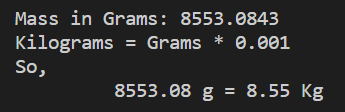 Mass in Grams: 8553.0843
Kilograms = Grams * 0.001
So,
8553.08 g = 8.55 Kg